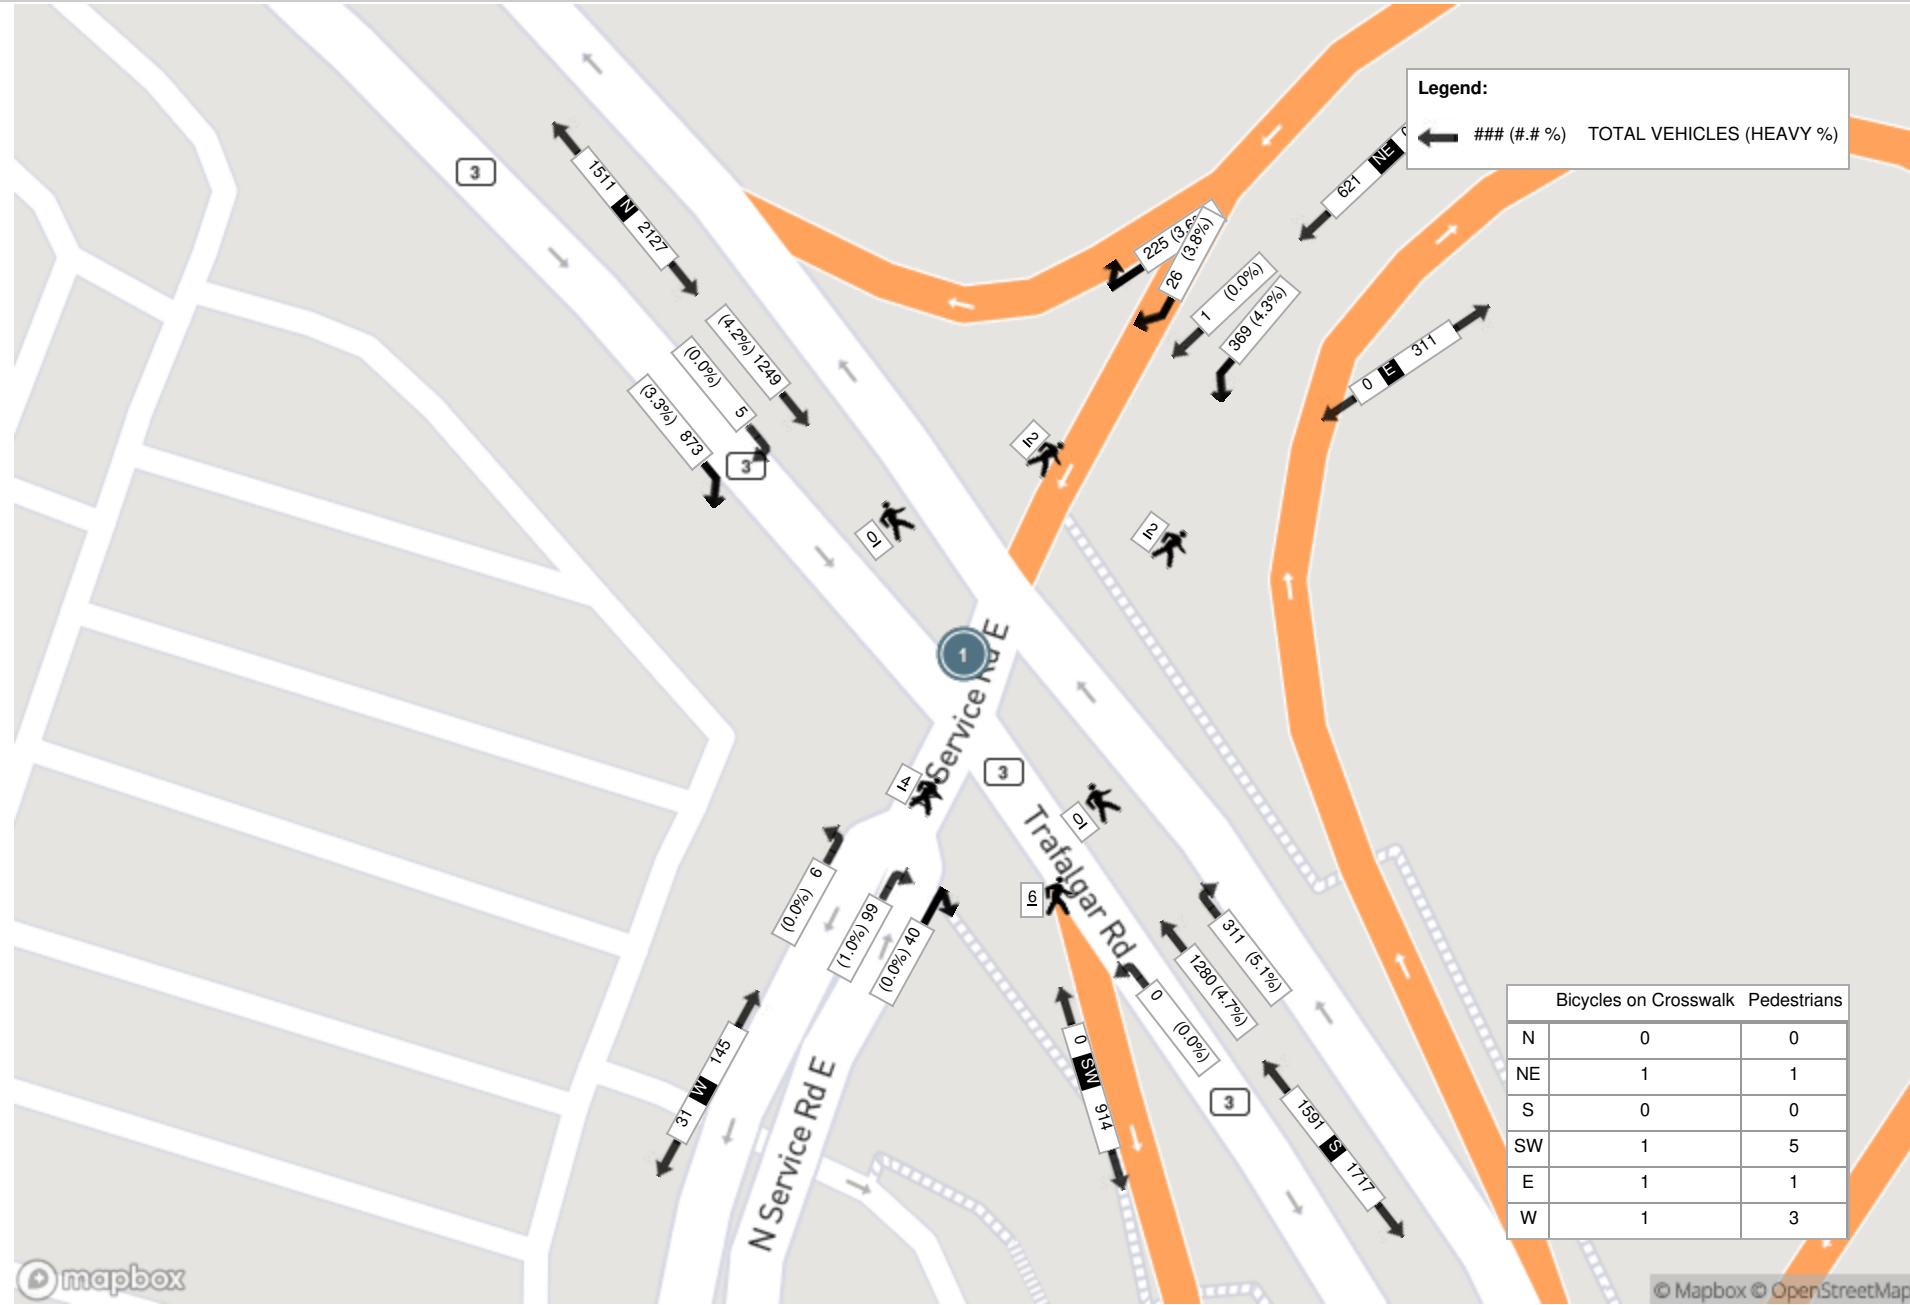 Legend:
### (#.# %) TOTAL VEHICLES (HEAVY %)
3
1511 N 2127
(4.2%) 1249
(0.0%) 5
(3.3%) 873
3
621 NE
225 (3.6
26 (3.8%)
1 (0.0%)
369 (4.3%)
0 E 311
2
2
0
1
N Service Rd E
4
3
0
6
Trafalgar Rd
(0.0%) 6
(1.0%) 99
(0.0%) 40
311 (5.1%)
1280 (4.7%)
0 (0.0%)
31 W 145
0 SW 914
3
1591 S 1717
N Service Rd E
Bicycles on Crosswalk Pedestrians
N 0 0
NE 1 1
S 0 0
SW 1 5
E 1 1
W 1 3
mapbox
© Mapbox © OpenStreetMap